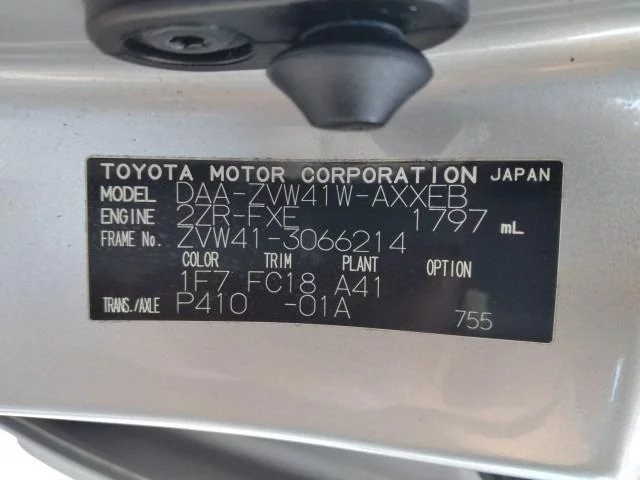 TOYOTA MOTOR CORPORATION JAPAN
MODEL DAA-ZVW41W-AXXEB
ENGINE 2ZR-FXE 1797 mL
FRAME No. ZVW41-3066214
COLOR TRIM PLANT OPTION
1F7 FC18 A41
TRANS./AXLE P410 -01A
755